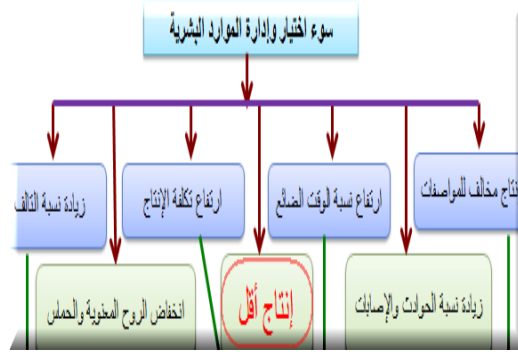 سوء اختيار وإدارة الموارد البشرية
نتاج مخالف للمواصفات
ارتفاع نسبة الوقت الضائع
ارتفاع تكلفة الإنتاج
زيادة نسبة التالف
زيادة نسبة الحوادث والإصابات
إنتاج أقل
انخفاض الروح المعنوية والحماس